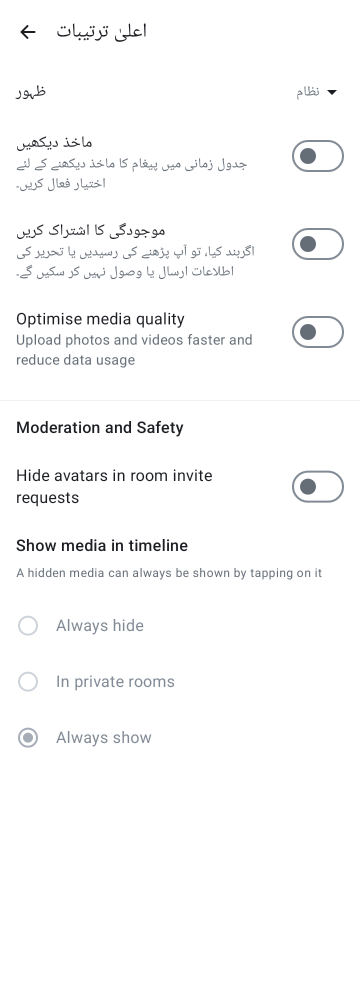 اعلیٰ ترتیبات
ظہور
نظام
ماخذ دیکھیں
جدول زمانی میں پیغام کا ماخذ دیکھنے کے لئے
اختیار فعال کریں۔
موجودگی کا اشتراک کریں
اگربند کیا، تو آپ پڑھنے کی رسیدیں یا تحریر کی
اطلاعات ارسال یا وصول نہیں کر سکیں گے۔
Optimise media quality
Upload photos and videos faster and
reduce data usage
Moderation and Safety
Hide avatars in room invite
requests
Show media in timeline
A hidden media can always be shown by tapping on it
Always hide
In private rooms
Always show